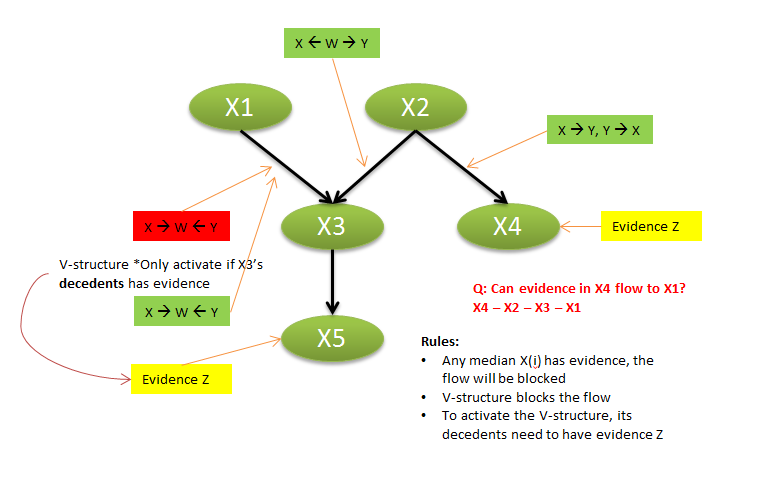 X ← W → Y
X1
X2
X → Y, Y → X
X → W ← Y
X3
X4
Evidence Z
V-structure *Only activate if X3's
decedents has evidence
X → W ← Y
Q: Can evidence in X4 flow to X1?
X4 – X2 – X3 – X1
X5
Evidence Z
Rules:
• Any median X(i) has evidence, the
flow will be blocked
• V-structure blocks the flow
• To activate the V-structure, its
decedents need to have evidence Z